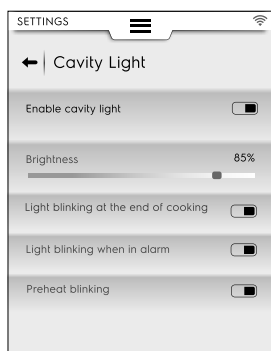 SETTINGS
Cavity Light
Enable cavity light
Brightness 85%
Light blinking at the end of cooking
Light blinking when in alarm
Preheat blinking